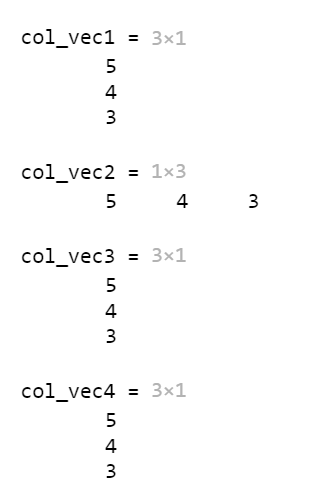 col_vec1 = 3×1
5
4
3
col_vec2 = 1×3
5 4 3
col_vec3 = 3×1
5
4
3
col_vec4 = 3×1
5
4
3